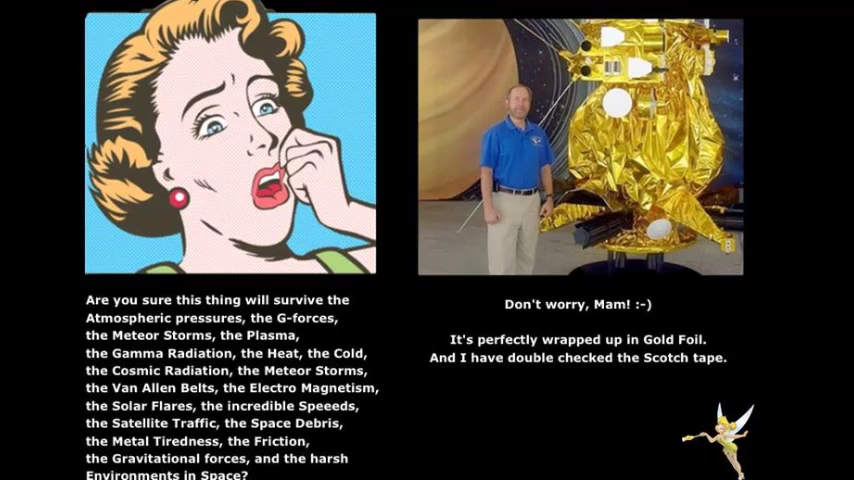 Are you sure this thing will survive the
Atmospheric pressures, the G-forces,
the Meteor Storms, the Plasma,
the Gamma Radiation, the Heat, the Cold,
the Cosmic Radiation, the Meteor Storms,
the Van Allen Belts, the Electro Magnetism,
the Solar Flares, the incredible Speeeds,
the Satellite Traffic, the Space Debris,
the Metal Tiredness, the Friction,
the Gravitational forces, and the harsh
Environments in Space?
Don't worry, Mam! :-)
It's perfectly wrapped up in Gold Foil.
And I have double checked the Scotch tape.